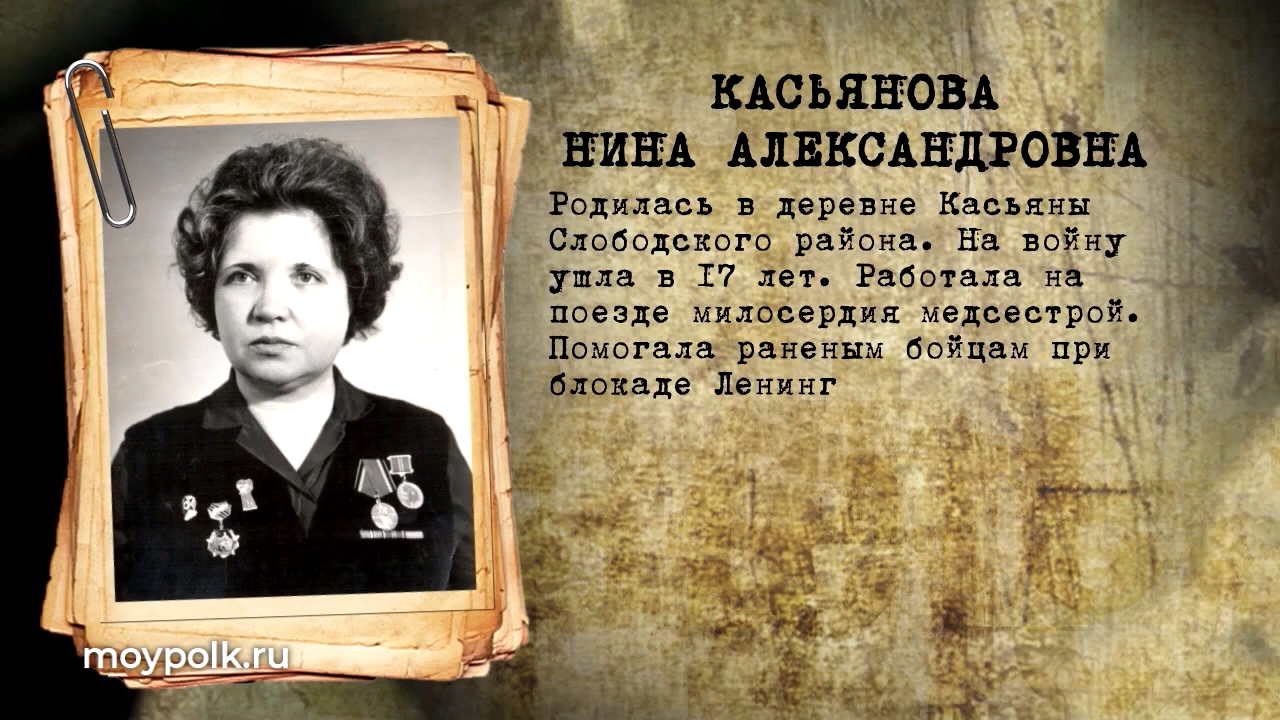 КАСЬЯНОВА
НИНА АЛЕКСАНДРОВНА
Родилась в деревне Касьяны
Слободского района. На войну
ушла в 17 лет. Работала на
поезде милосердия медсестрой.
Помогала раненым бойцам при
блокаде Ленинг
moypolk.ru